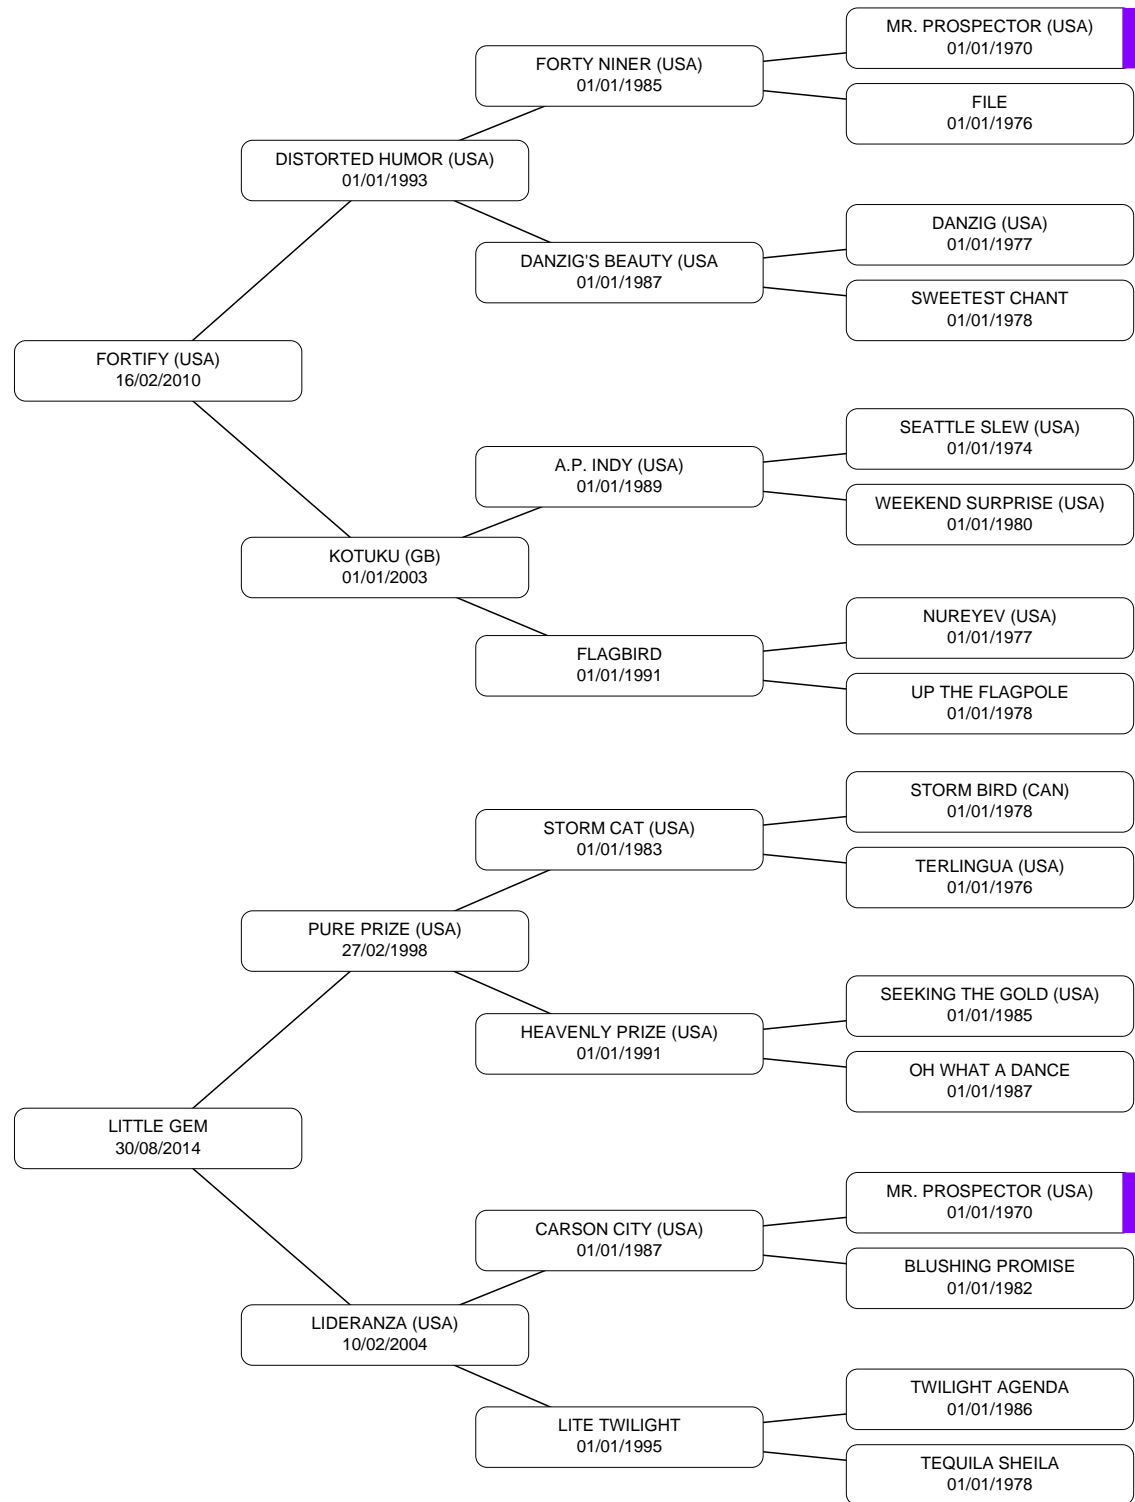 MR. PROSPECTOR (USA)
01/01/1970
FORTY NINER (USA)
01/01/1985
FILE
01/01/1976
DISTORTED HUMOR (USA)
01/01/1993
DANZIG (USA)
01/01/1977
DANZIG'S BEAUTY (USA
01/01/1987
SWEETEST CHANT
01/01/1978
FORTIFY (USA)
16/02/2010
SEATTLE SLEW (USA)
01/01/1974
A.P. INDY (USA)
01/01/1989
WEEKEND SURPRISE (USA)
01/01/1980
KOTUKU (GB)
01/01/2003
NUREYEV (USA)
01/01/1977
FLAGBIRD
01/01/1991
UP THE FLAGPOLE
01/01/1978
STORM BIRD (CAN)
01/01/1978
STORM CAT (USA)
01/01/1983
TERLINGUA (USA)
01/01/1976
PURE PRIZE (USA)
27/02/1998
SEEKING THE GOLD (USA)
01/01/1985
HEAVENLY PRIZE (USA)
01/01/1991
OH WHAT A DANCE
01/01/1987
LITTLE GEM
30/08/2014
MR. PROSPECTOR (USA)
01/01/1970
CARSON CITY (USA)
01/01/1987
BLUSHING PROMISE
01/01/1982
LIDERANZA (USA)
10/02/2004
TWILIGHT AGENDA
01/01/1986
LITE TWILIGHT
01/01/1995
TEQUILA SHEILA
01/01/1978